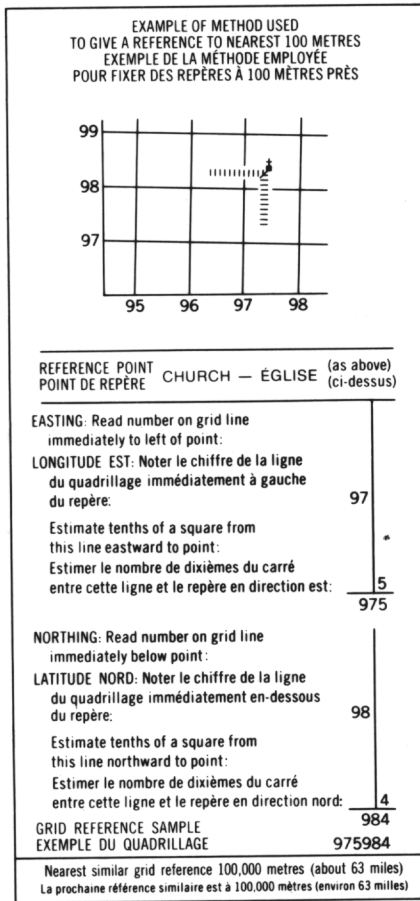 EXAMPLE OF METHOD USED
TO GIVE A REFERENCE TO NEAREST 100 METRES
EXEMPLE DE LA MÉTHODE EMPLOYÉE
POUR FIXER DES REPÈRES À 100 MÈTRES PRÈS
99
98
97
95 96 97 98
REFERENCE POINT
POINT DE REPÈRE
CHURCH — ÉGLISE
(as above)
(ci-dessus)
EASTING: Read number on grid line
immediately to left of point:
LONGITUDE EST: Noter le chiffre de la ligne
du quadrillage immédiatement à gauche
du repère: 97
Estimate tenths of a square from
this line eastward to point:
Estimer le nombre de dixièmes du carré
entre cette ligne et le repère en direction est: 5
975
NORTHING: Read number on grid line
immediately below point:
LATITUDE NORD: Noter le chiffre de la ligne
du quadrillage immédiatement en-dessous
du repère: 98
Estimate tenths of a square from
this line northward to point:
Estimer le nombre de dixièmes du carré
entre cette ligne et le repère en direction nord: 4
984
GRID REFERENCE SAMPLE
EXEMPLE DU QUADRILLAGE 975984
Nearest similar grid reference 100,000 metres (about 63 miles)
La prochaine référence similaire est à 100,000 mètres (environ 63 milles)